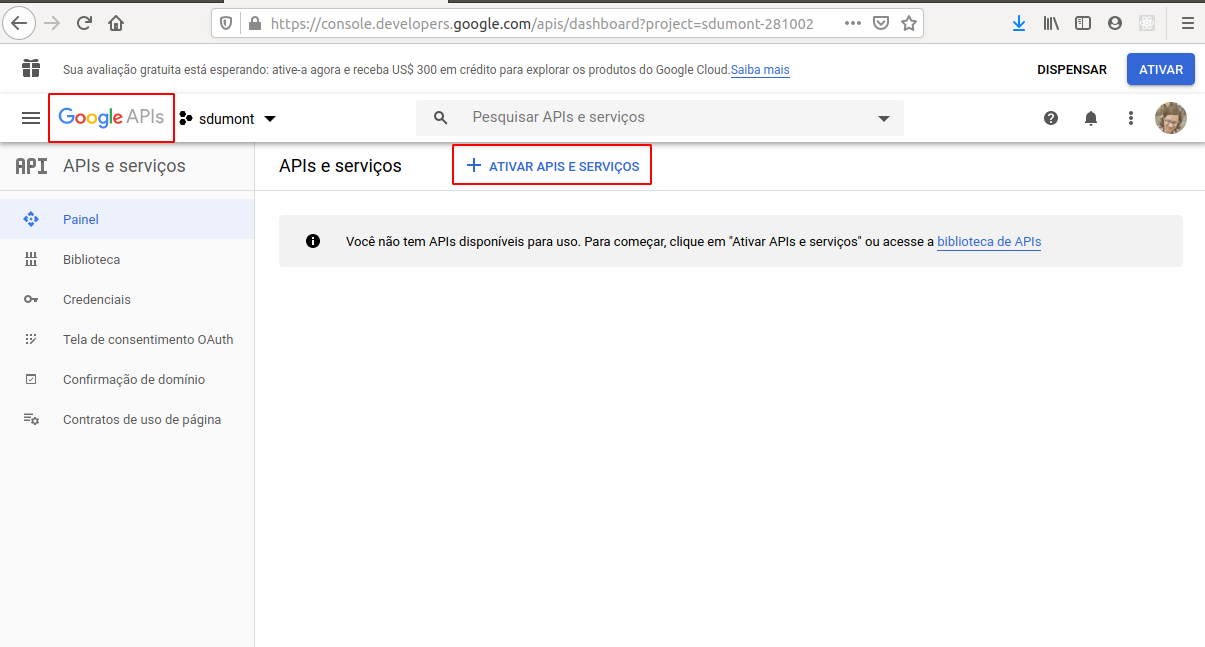 https://console.developers.google.com/apis/dashboard?project=sdumont-281002
Sua avaliação gratuita está esperando: ative-a agora e receba US$ 300 em crédito para explorar os produtos do Google Cloud. Saiba mais
DISPENSAR
ATIVAR
Google APIs
sdumont
Pesquisar APIs e serviços
API APIs e serviços
APIs e serviços
+ ATIVAR APIS E SERVIÇOS
Painel
Biblioteca
Credenciais
Tela de consentimento OAuth
Confirmação de domínio
Contratos de uso de página
Você não tem APIs disponíveis para uso. Para começar, clique em "Ativar APIs e serviços" ou acesse a biblioteca de APIs